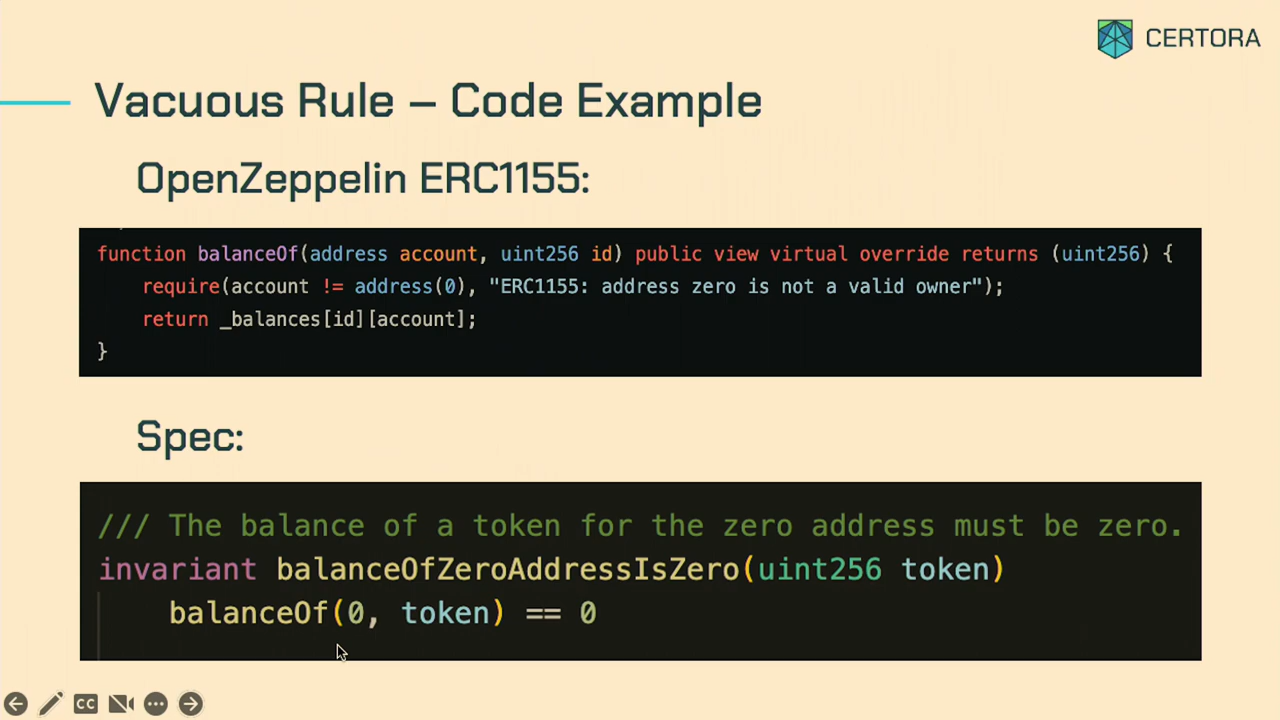 CERTORA
Vacuous Rule – Code Example
OpenZeppelin ERC1155:
function balanceOf(address account, uint256 id) public view virtual override returns (uint256) {
require(account != address(0), "ERC1155: address zero is not a valid owner");
return _balances[id][account];
}
Spec:
/// The balance of a token for the zero address must be zero.
invariant balanceOfZeroAddressIsZero(uint256 token)
balanceOf(0, token) == 0
CC